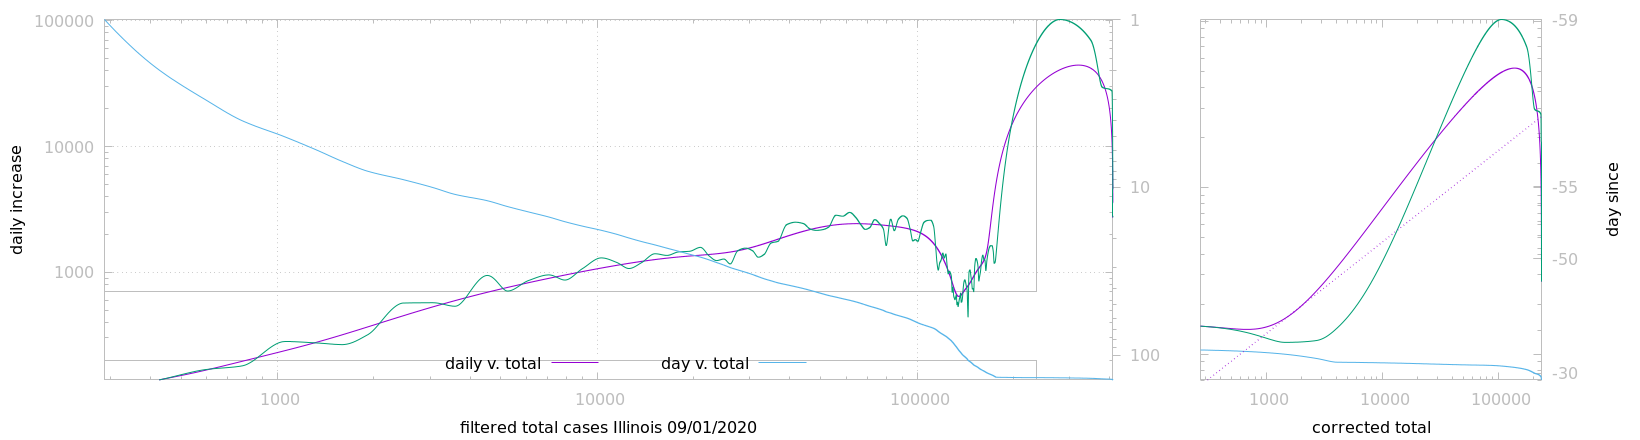 100000
10000
1000
daily increase
1
10
100
daily v. total
day v. total
1000
10000
100000
filtered total cases Illinois 09/01/2020
-59
-55
-50
-30
day since
1000
10000
100000
corrected total